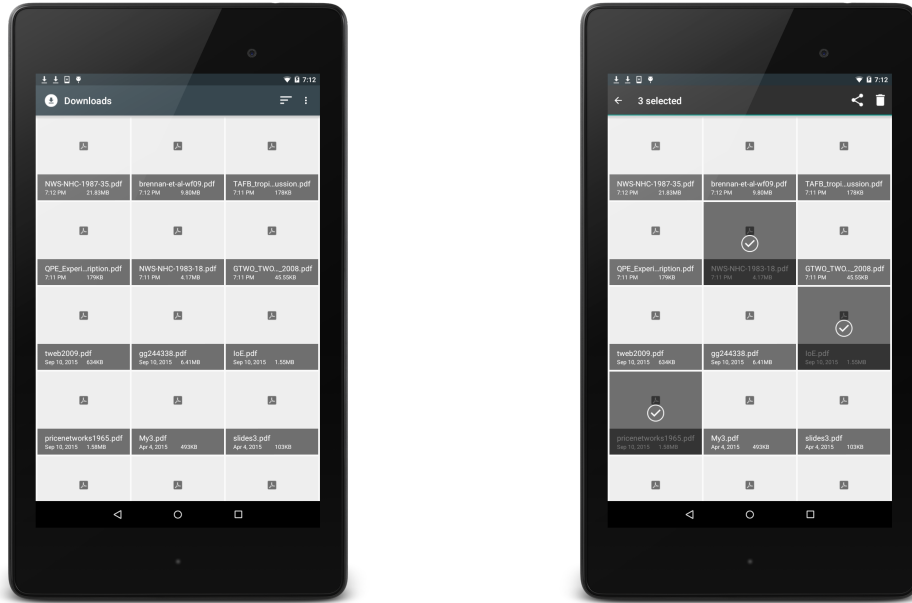 7:12
Downloads
NWS-NHC-1987-35.pdf
7:12 PM 21.83MB
brennan-et-al-wf09.pdf
7:12 PM 9.80MB
TAFB_tropi...ussion.pdf
7:11 PM 178KB
QPE_Experi...ription.pdf
7:11 PM 179KB
NWS-NHC-1983-18.pdf
7:11 PM 4.17MB
GTWO_TWO..._2008.pdf
7:11 PM 45.55KB
tweb2009.pdf
Sep 10, 2015 634KB
gg244338.pdf
Sep 10, 2015 6.41MB
IoE.pdf
Sep 10, 2015 1.55MB
pricenetworks1965.pdf
Sep 10, 2015 1.58MB
My3.pdf
Apr 4, 2015 493KB
slides3.pdf
Apr 4, 2015 103KB
7:12
3 selected
NWS-NHC-1987-35.pdf
7:12 PM 21.83MB
brennan-et-al-wf09.pdf
7:12 PM 9.80MB
TAFB_tropi...ussion.pdf
7:11 PM 178KB
QPE_Experi...ription.pdf
7:11 PM 179KB
NWS-NHC-1983-18.pdf
7:11 PM 4.17MB
GTWO_TWO..._2008.pdf
7:11 PM 45.55KB
tweb2009.pdf
Sep 10, 2015 634KB
gg244338.pdf
Sep 10, 2015 6.41MB
IoE.pdf
Sep 10, 2015 1.55MB
pricenetworks1965.pdf
Sep 10, 2015 1.58MB
My3.pdf
Apr 4, 2015 493KB
slides3.pdf
Apr 4, 2015 103KB